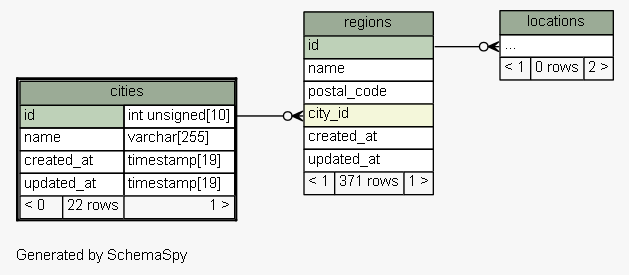 cities
id int unsigned[10]
name varchar[255]
created_at timestamp[19]
updated_at timestamp[19]
< 0 22 rows 1 >
regions
id
name
postal_code
city_id
created_at
updated_at
< 1 371 rows 1 >
locations
...
< 1 0 rows 2 >
Generated by SchemaSpy